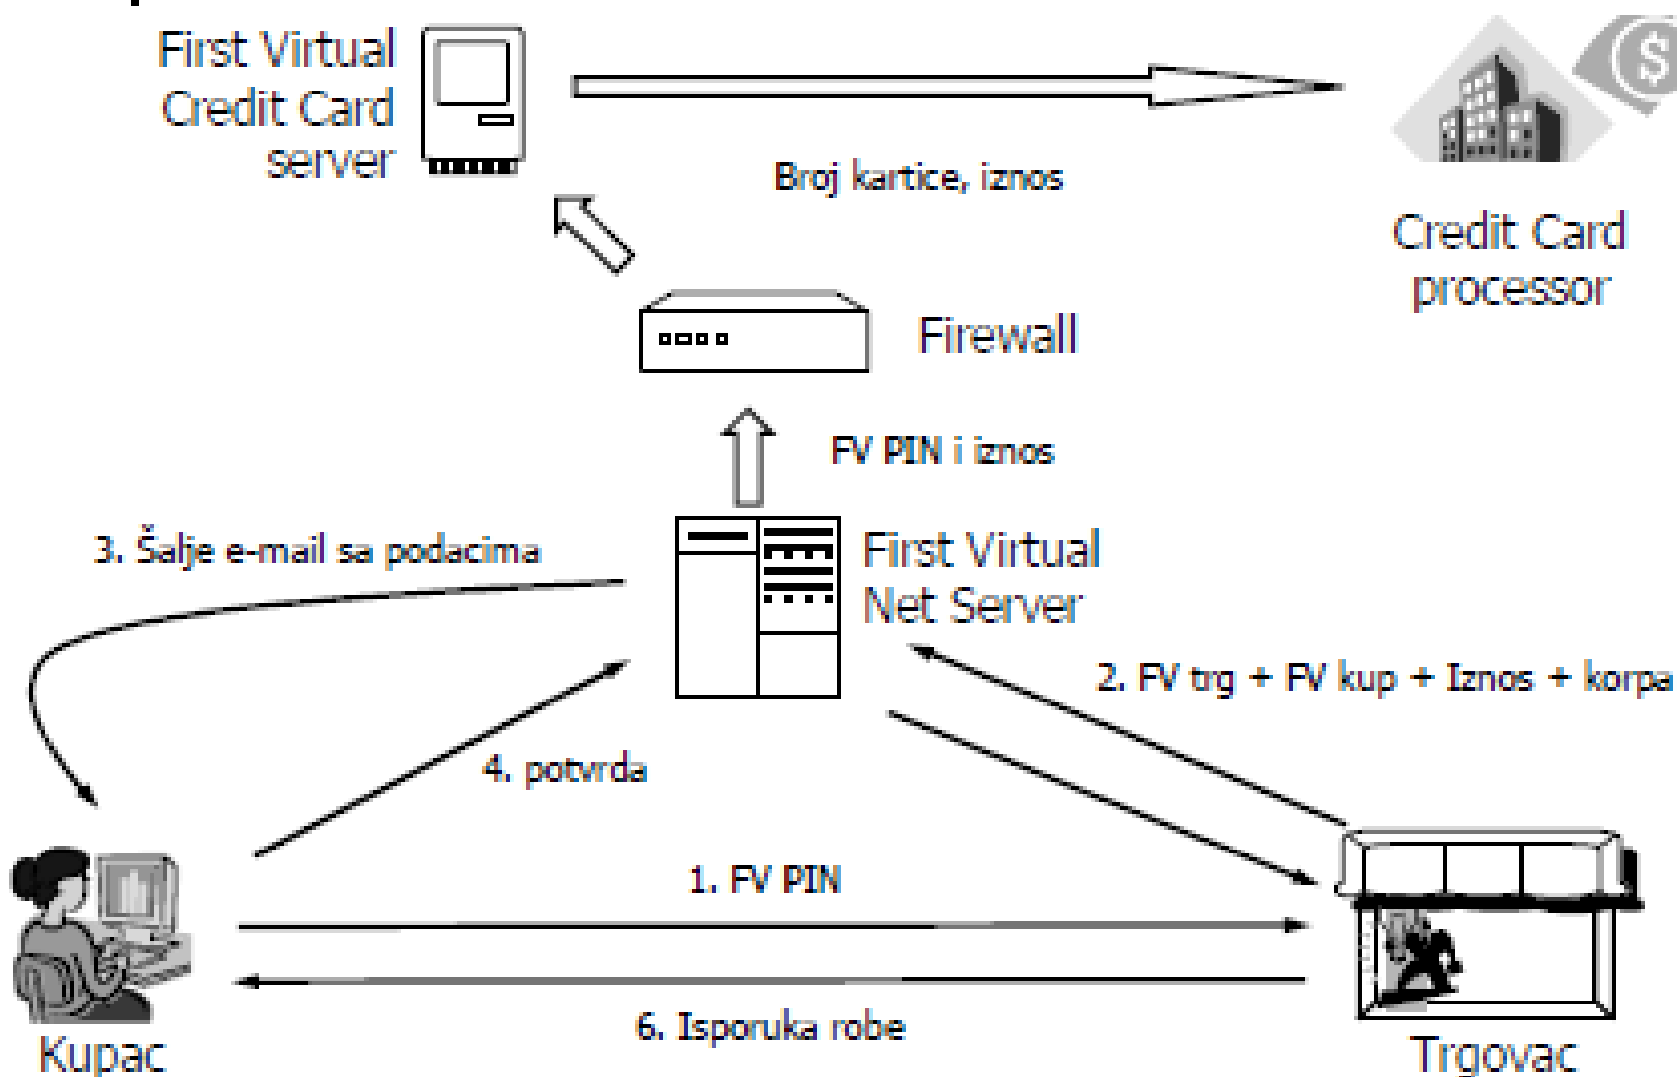 First Virtual
Credit Card
server
Broj kartice, iznos
Credit Card
processor
Firewall
FV PIN i iznos
3. Šalje e-mail sa podacima
First Virtual
Net Server
2. FV trg + FV kup + Iznos + korpa
4. potvrda
1. FV PIN
6. Isporuka robe
Kupac
Trgovac